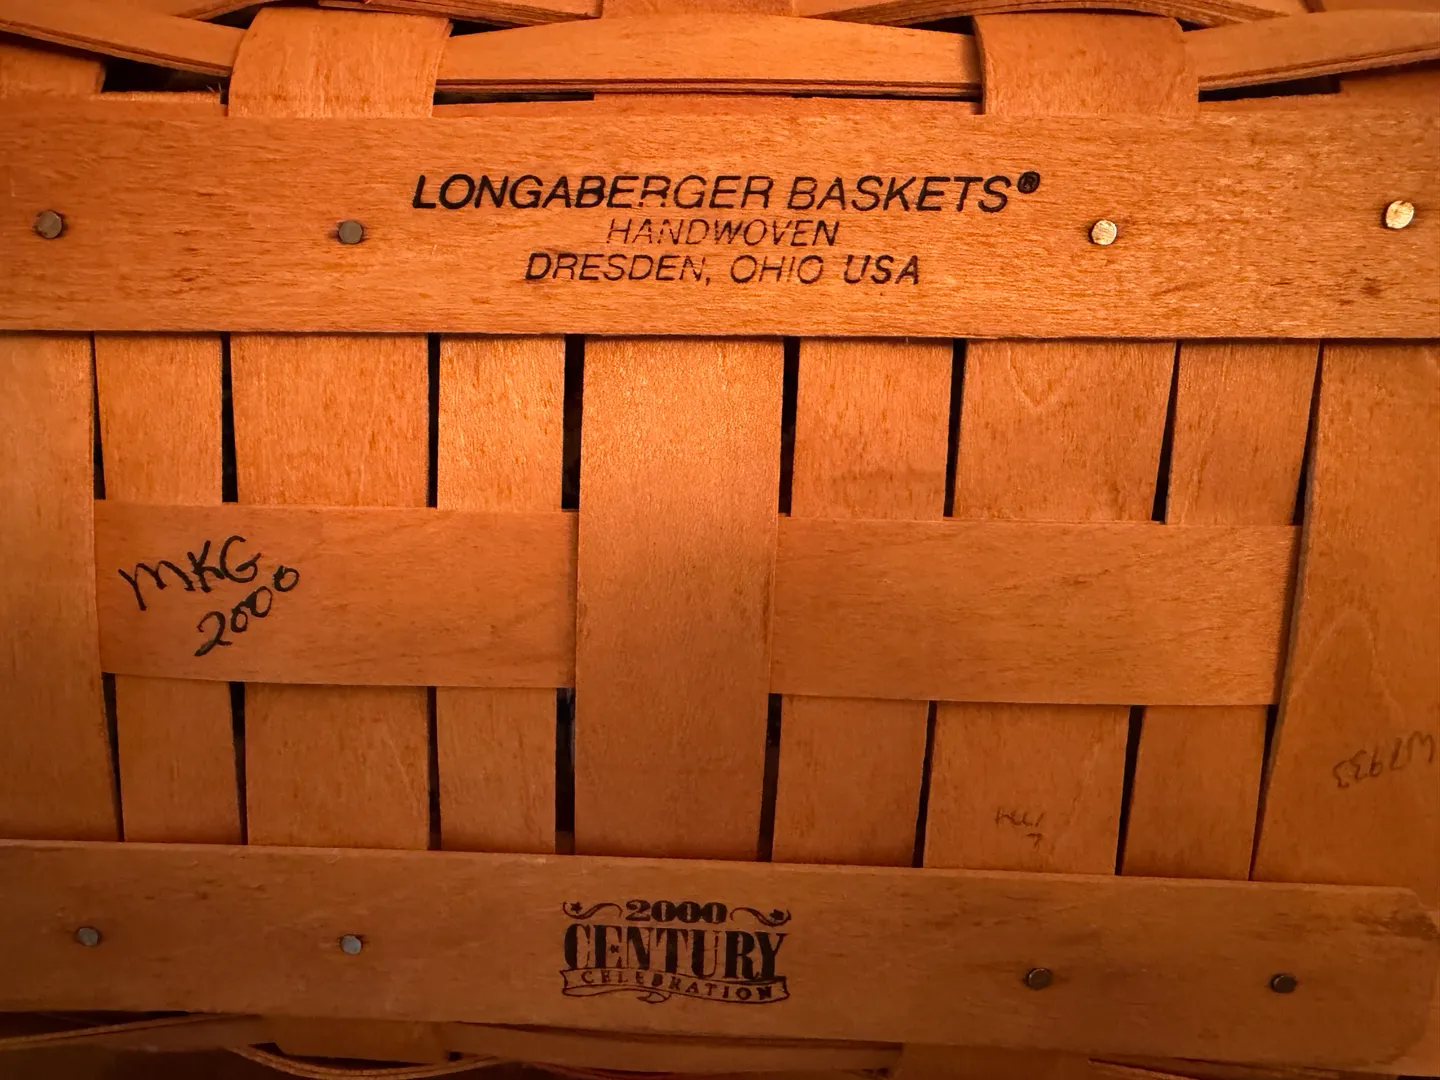 LONGABERGER BASKETS®
HANDWOVEN
DRESDEN, OHIO USA
MKG
2000
2000
CENTURY
CELEBRATION